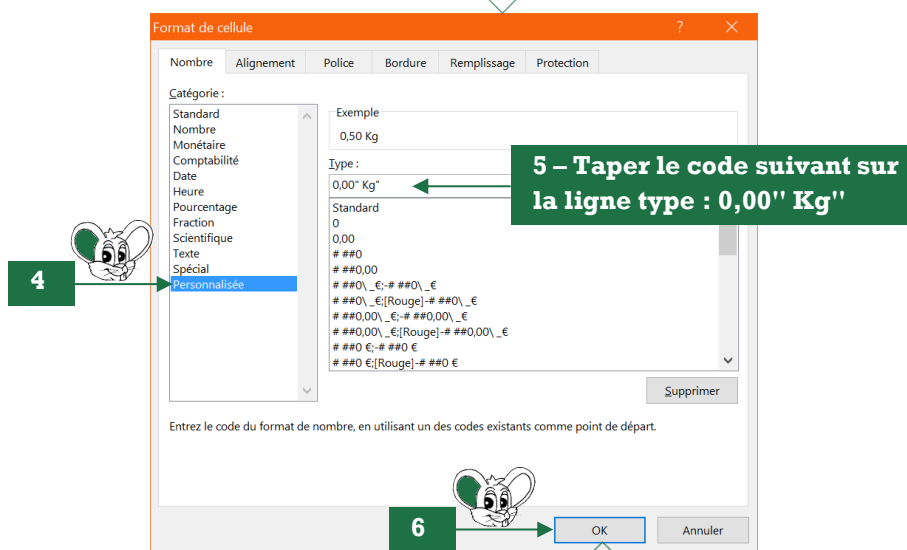 Format de cellule ? ×
Nombre Alignement Police Bordure Remplissage Protection
Catégorie :
Standard
Nombre
Monétaire
Comptabilité
Date
Heure
Pourcentage
Fraction
Scientifique
Texte
Spécial
Personnalisée
Exemple
0,50 Kg
Type :
0,00" Kg"
Standard
0
0,00
# ##0
# ##0,00
# ##0\ _€;-# ##0\ _€
# ##0\ _€;[Rouge]-# ##0\ _€
# ##0,00\ _€;-# ##0,00\ _€
# ##0,00\ _€;[Rouge]-# ##0,00\ _€
# ##0 €;-# ##0 €
# ##0 €;[Rouge]-# ##0 €
4
5 – Taper le code suivant sur
la ligne type : 0,00'' Kg''
Supprimer
Entrez le code du format de nombre, en utilisant un des codes existants comme point de départ.
6
OK Annuler